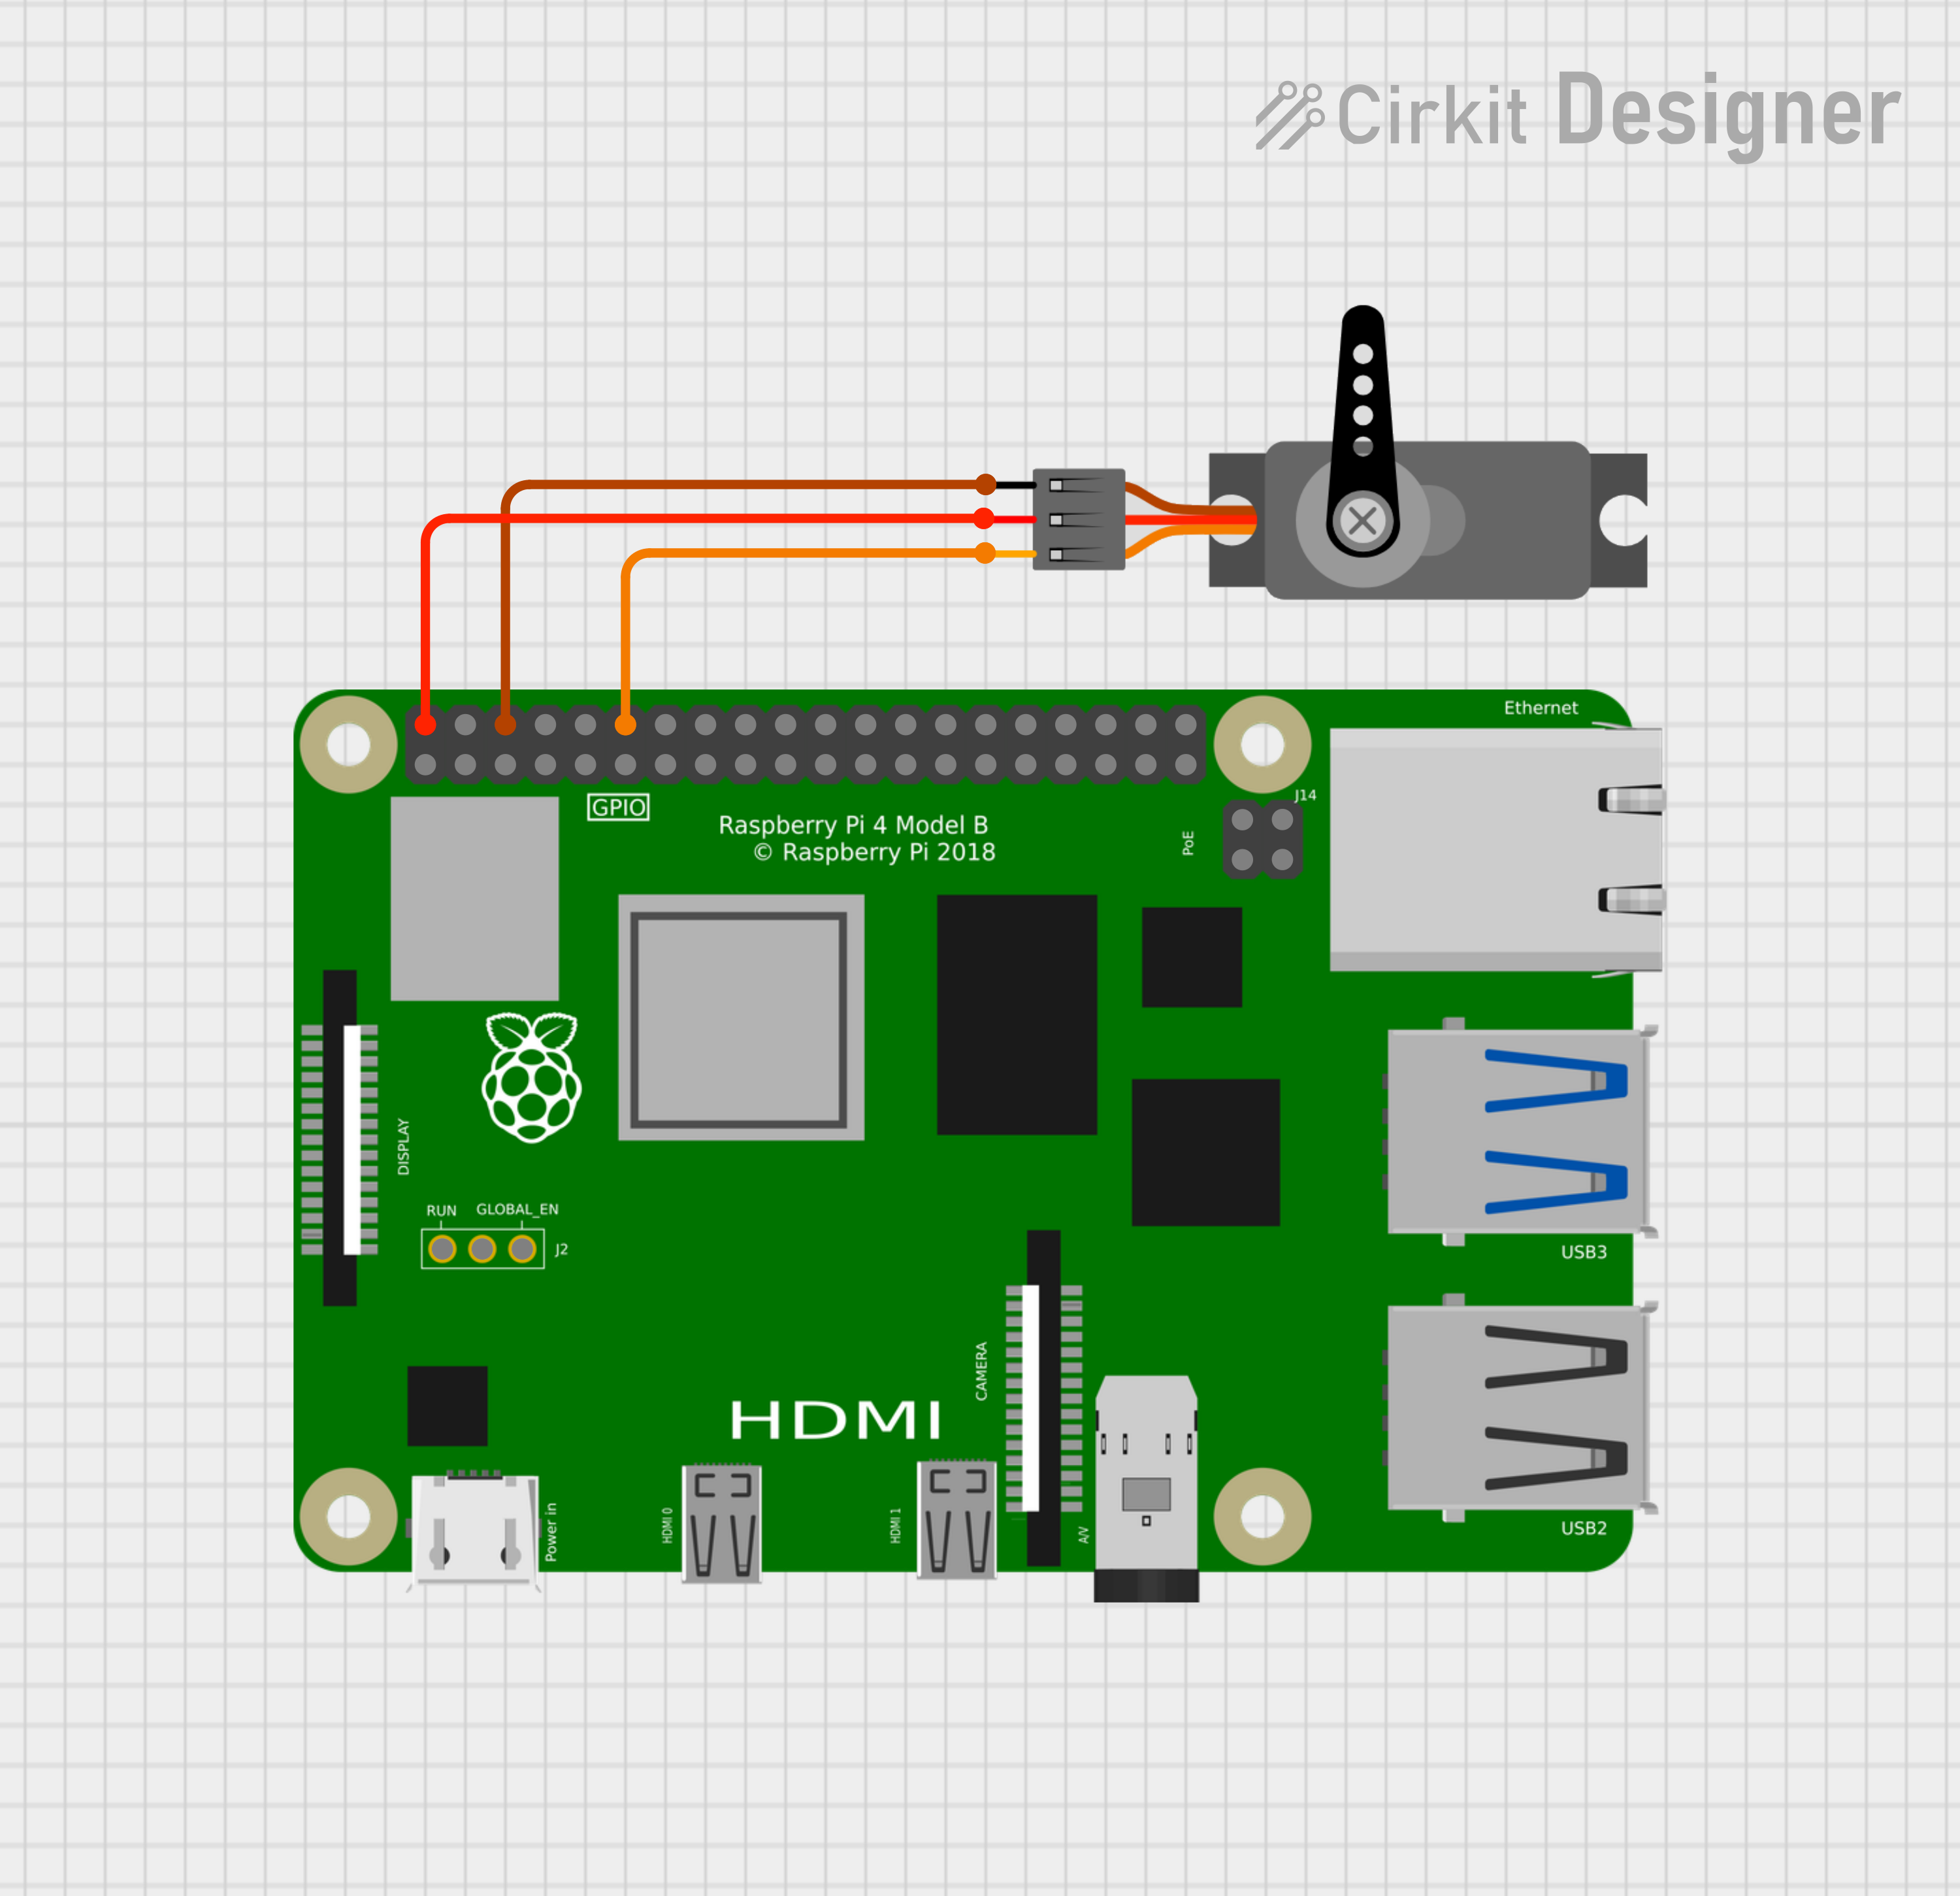 Cirkit Designer
Ethernet
GPIO
J14
Raspberry Pi 4 Model B
© Raspberry Pi 2018
PoE
DISPLAY
RUN
GLOBAL_EN
J2
USB3
CAMERA
HDMI
Power in
HDMI 0
HDMI 1
A/V
USB2